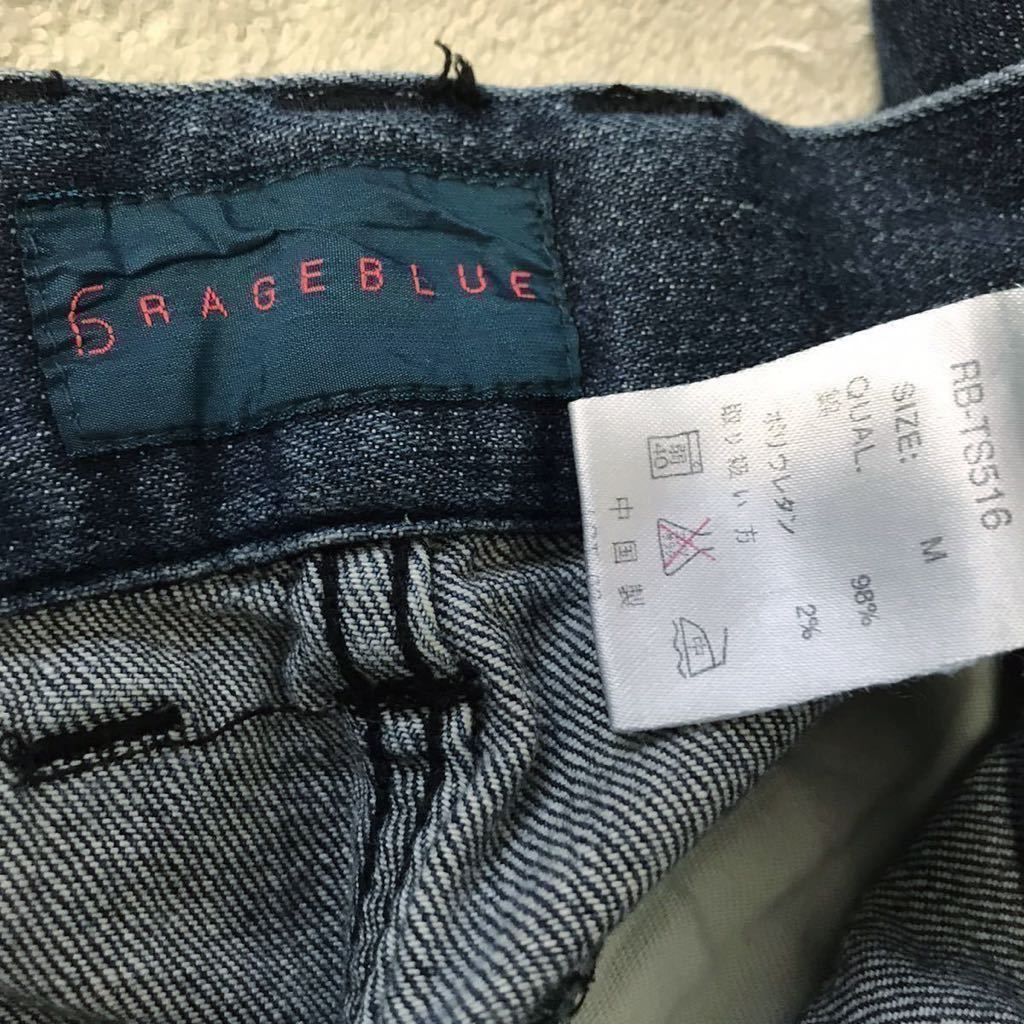 RAGEBLUE
RB-TS516
SIZE: M
QUAL.
綿 98%
ポリウレタン 2%
取り扱い方
40
中国製